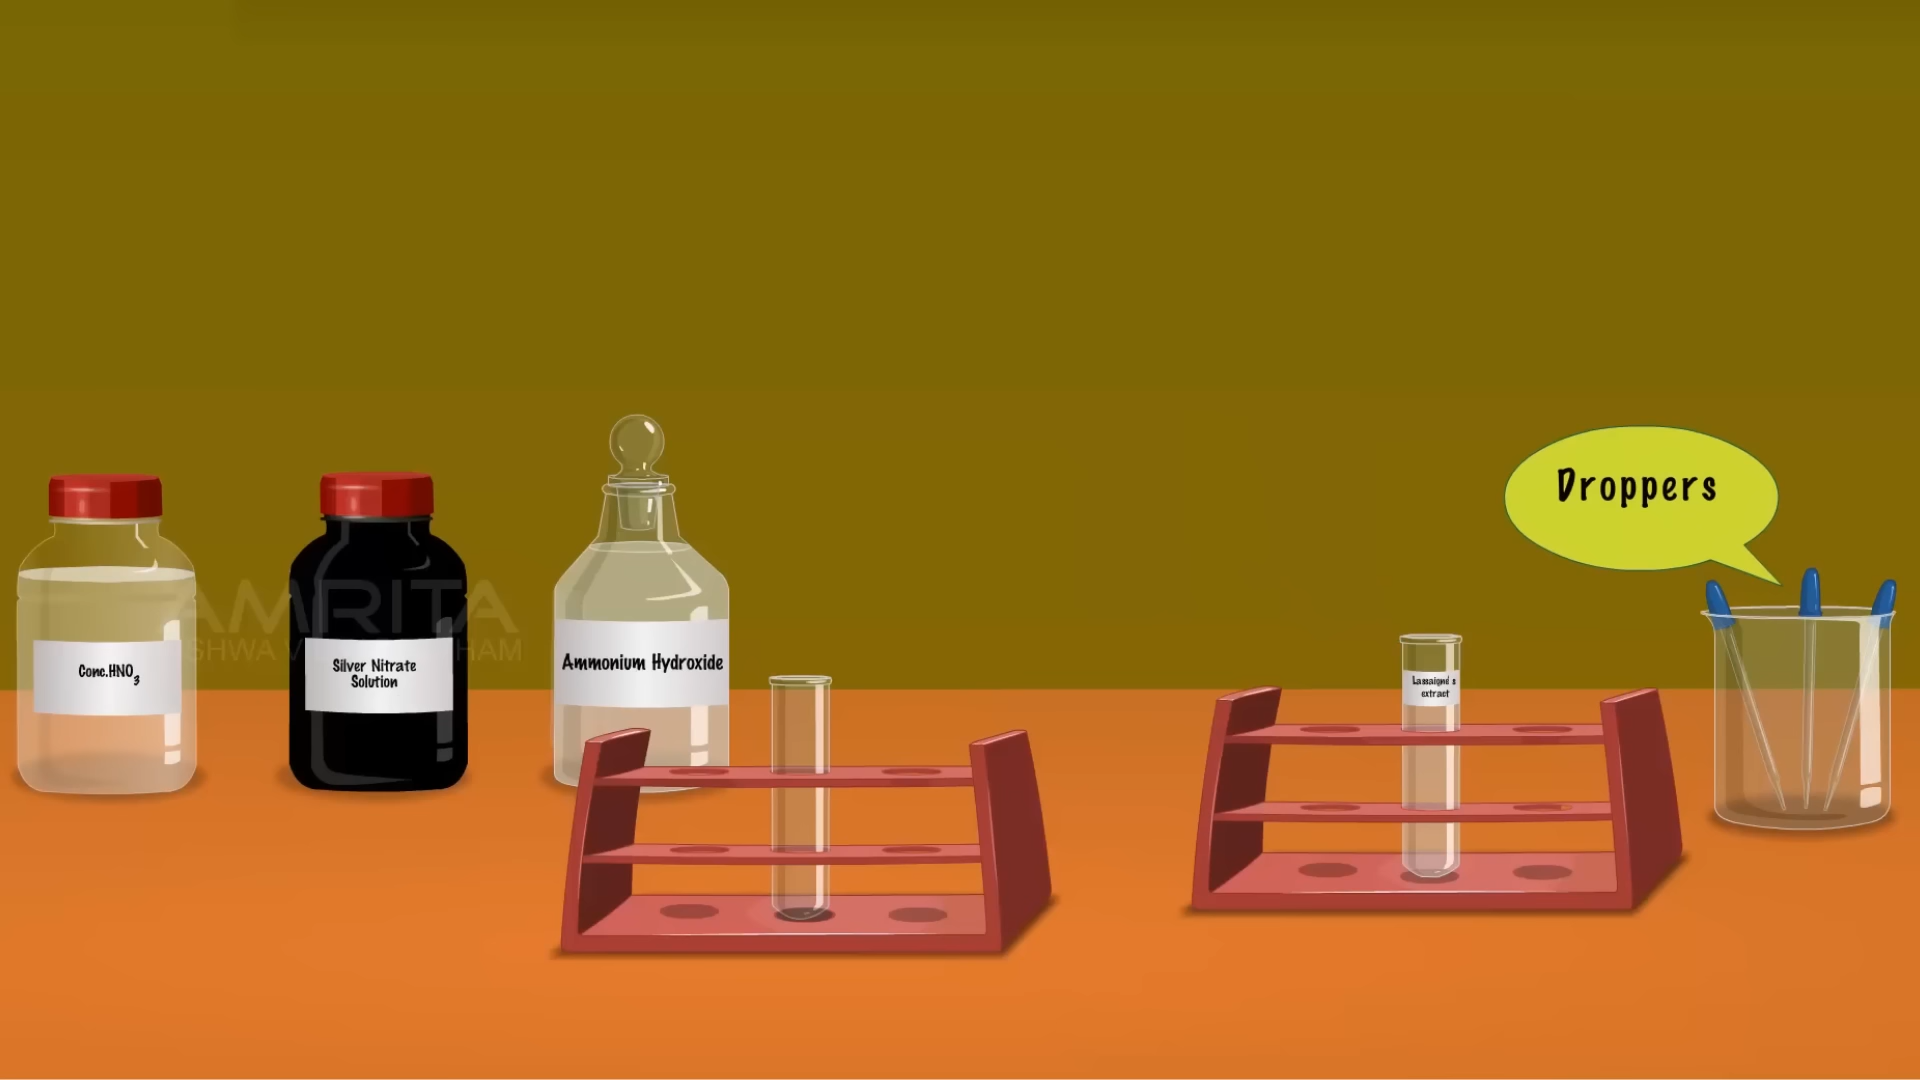 Droppers
AMRITA
Conc.HNO3
Silver Nitrate
Solution
Ammonium Hydroxide
Lassaigne's
extract